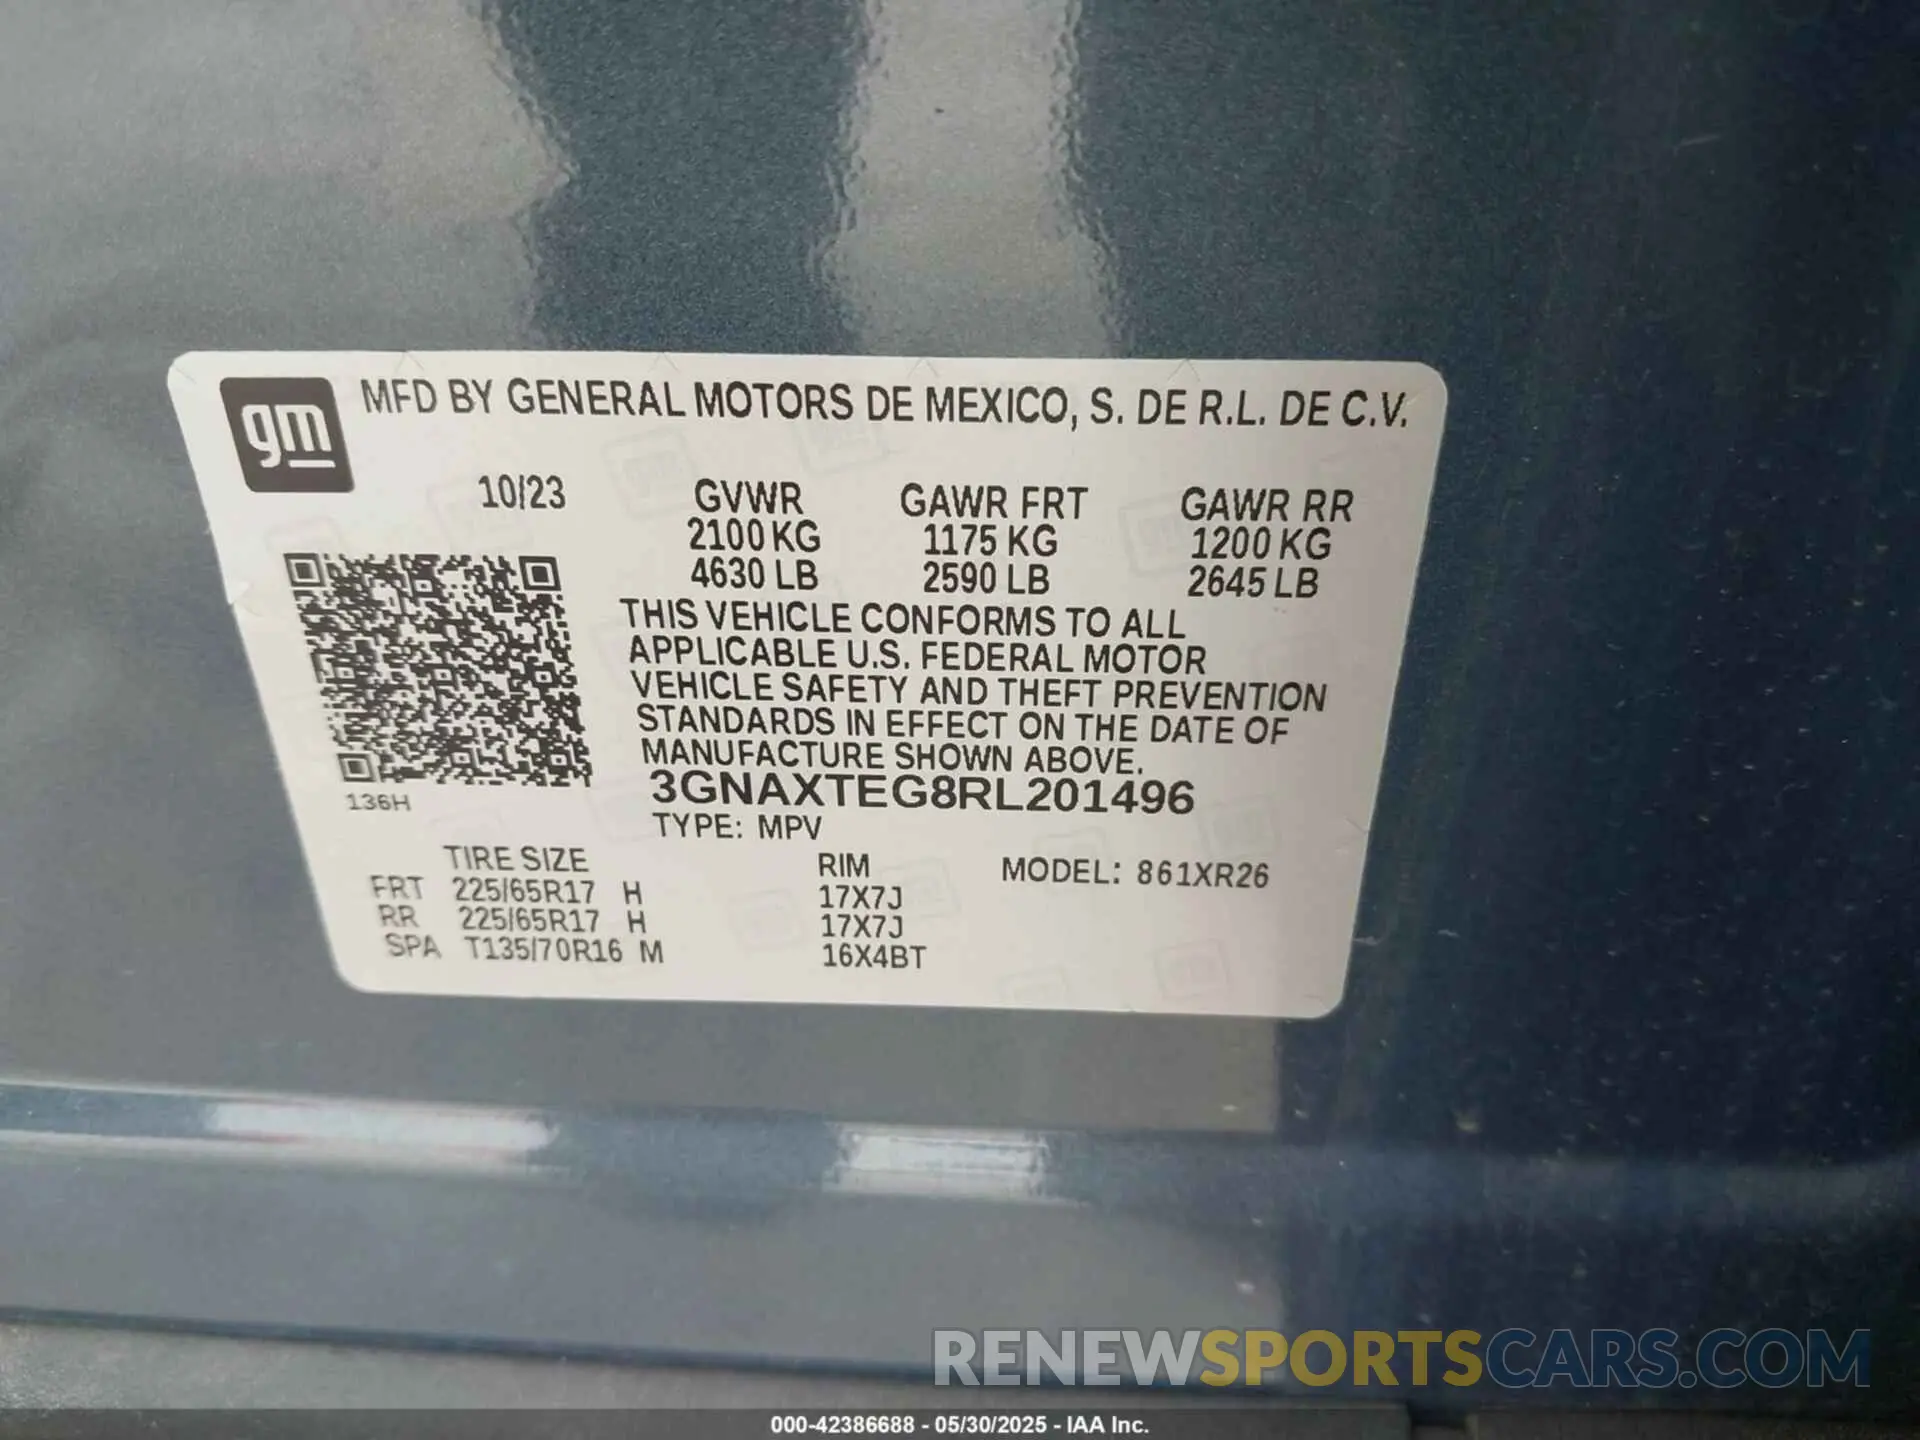 gm
MFD BY GENERAL MOTORS DE MEXICO, S. DE R.L. DE C.V.
10/23 GVWR GAWR FRT GAWR RR
2100 KG 1175 KG 1200 KG
4630 LB 2590 LB 2645 LB
THIS VEHICLE CONFORMS TO ALL
APPLICABLE U.S. FEDERAL MOTOR
VEHICLE SAFETY AND THEFT PREVENTION
STANDARDS IN EFFECT ON THE DATE OF
MANUFACTURE SHOWN ABOVE.
3GNAXTEG8RL201496
136H
TYPE: MPV
TIRE SIZE RIM MODEL: 861XR26
FRT 225/65R17 H 17X7J
RR 225/65R17 H 17X7J
SPA T135/70R16 M 16X4BT
RENEWSPORTSCARS.COM
000-42386688 - 05/30/2025 - IAA Inc.